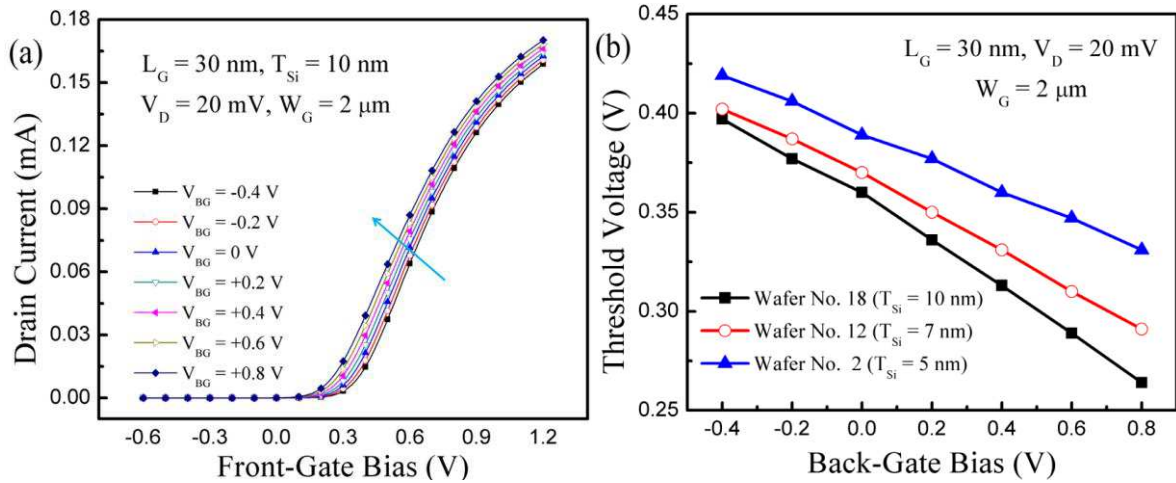 (a)
L_G = 30 nm, T_Si = 10 nm
V_D = 20 mV, W_G = 2 μm
V_BG = -0.4 V
V_BG = -0.2 V
V_BG = 0 V
V_BG = +0.2 V
V_BG = +0.4 V
V_BG = +0.6 V
V_BG = +0.8 V
Drain Current (mA)
0.18
0.15
0.12
0.09
0.06
0.03
0.00
-0.6 -0.3 0.0 0.3 0.6 0.9 1.2
Front-Gate Bias (V)
(b)
L_G = 30 nm, V_D = 20 mV
W_G = 2 μm
Wafer No. 18 (T_Si = 10 nm)
Wafer No. 12 (T_Si = 7 nm)
Wafer No. 2 (T_Si = 5 nm)
Threshold Voltage (V)
0.45
0.40
0.35
0.30
0.25
-0.4 -0.2 0.0 0.2 0.4 0.6 0.8
Back-Gate Bias (V)